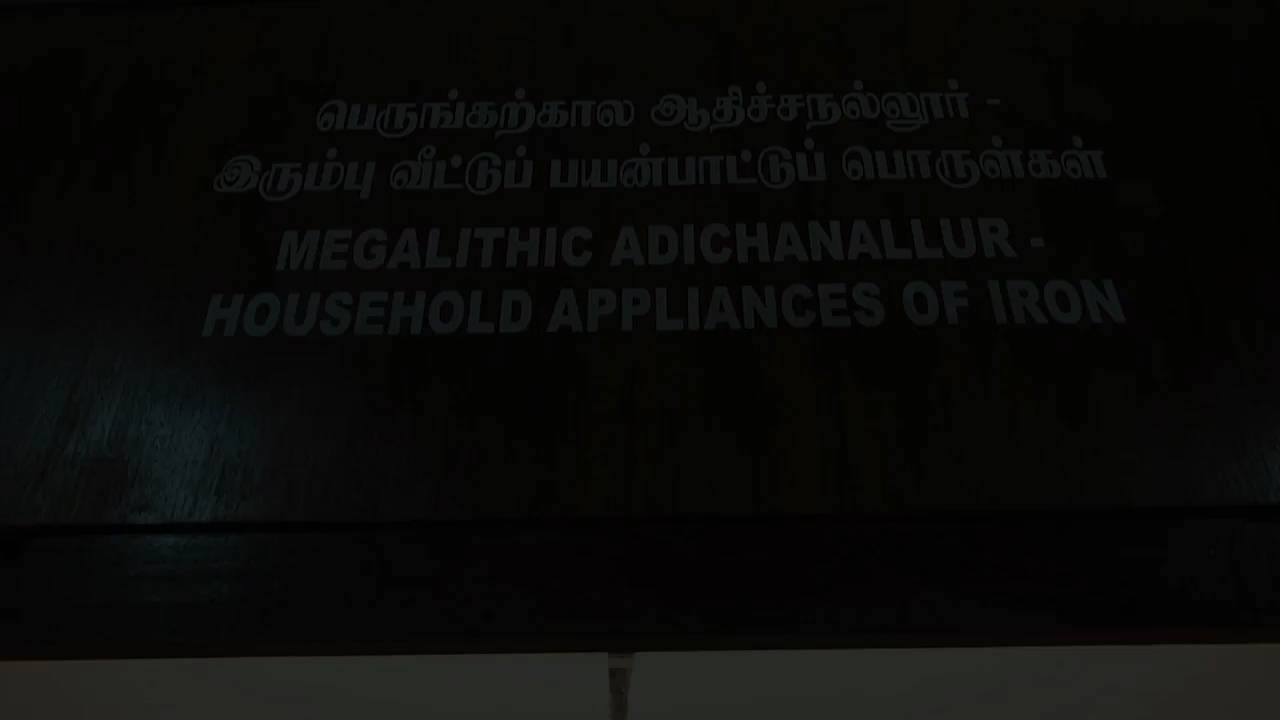 பெருங்கற்கால ஆதிச்சநல்லூர் -
இரும்பு வீட்டுப் பயன்பாட்டுப் பொருள்கள்
MEGALITHIC ADICHANALLUR -
HOUSEHOLD APPLIANCES OF IRON